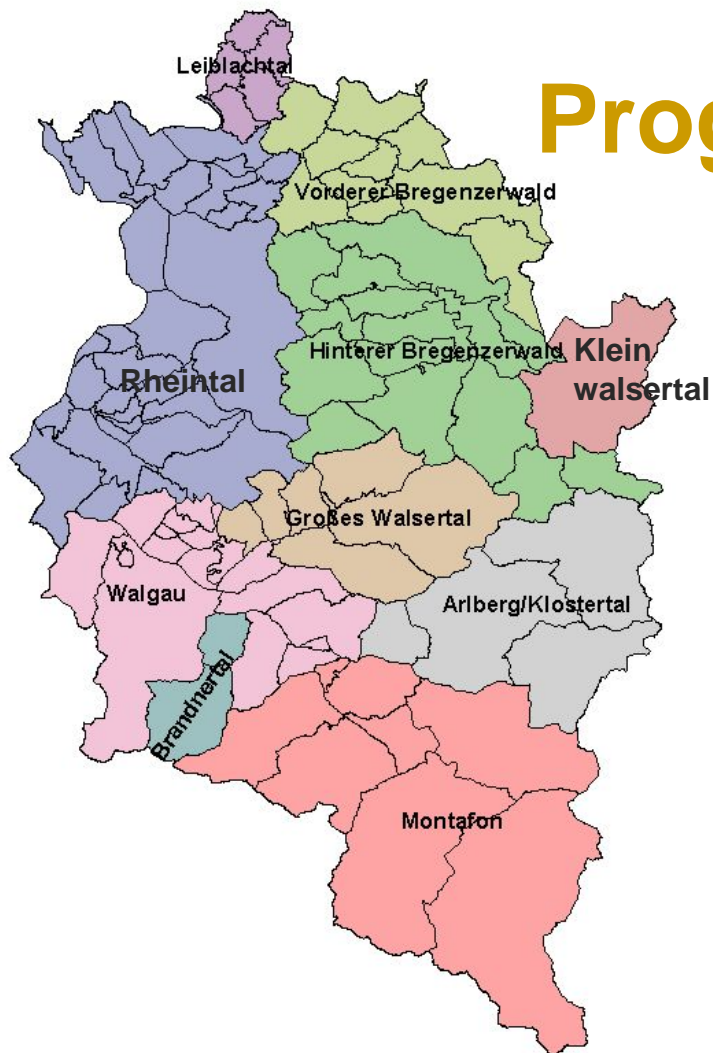 Leiblachtal
Prog
Vorderer Bregenzerwald
Hinterer Bregenzerwald
Klein
walsertal
Rheintal
Großes Walsertal
Walgau
Arlberg/Klostertal
Brandnertal
Montafon